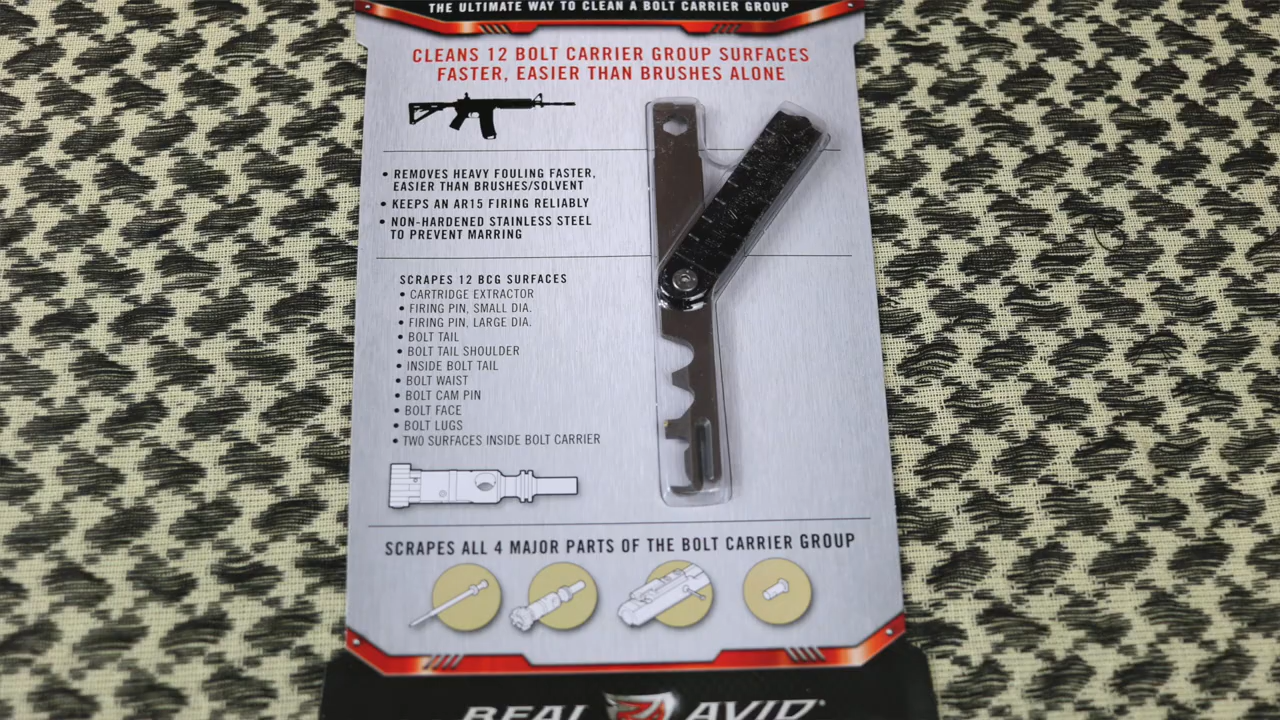 THE ULTIMATE WAY TO CLEAN A BOLT CARRIER GROUP
CLEANS 12 BOLT CARRIER GROUP SURFACES
FASTER, EASIER THAN BRUSHES ALONE
• REMOVES HEAVY FOULING FASTER,
EASIER THAN BRUSHES/SOLVENT
• KEEPS AN AR15 FIRING RELIABLY
• NON-HARDENED STAINLESS STEEL
TO PREVENT MARRING
SCRAPES 12 BCG SURFACES
• CARTRIDGE EXTRACTOR
• FIRING PIN, SMALL DIA.
• FIRING PIN, LARGE DIA.
• BOLT TAIL
• BOLT TAIL SHOULDER
• INSIDE BOLT TAIL
• BOLT WAIST
• BOLT CAM PIN
• BOLT FACE
• BOLT LUGS
• TWO SURFACES INSIDE BOLT CARRIER
SCRAPES ALL 4 MAJOR PARTS OF THE BOLT CARRIER GROUP
REAL AVID